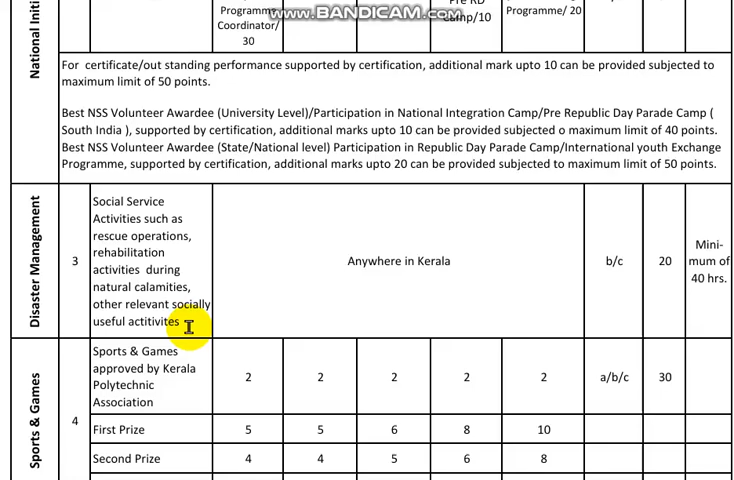 National Initi
Programme
Coordinator/
30
www.BANDICAM.com
Pre RD
Camp/10
Programme/ 20
For certificate/out standing performance supported by certification, additional mark upto 10 can be provided subjected to
maximum limit of 50 points.
Best NSS Volunteer Awardee (University Level)/Participation in National Integration Camp/Pre Republic Day Parade Camp (
South India ), supported by certification, additional marks upto 10 can be provided subjected o maximum limit of 40 points.
Best NSS Volunteer Awardee (State/National level) Participation in Republic Day Parade Camp/International youth Exchange
Programme, supported by certification, additional marks upto 20 can be provided subjected to maximum limit of 50 points.
Disaster Management
3
Social Service
Activities such as
rescue operations,
rehabilitation
activities during
natural calamities,
other relevant socially
useful actitivites
Anywhere in Kerala
b/c
20
Mini-
mum of
40 hrs.
Sports & Games
4
Sports & Games
approved by Kerala
Polytechnic
Association
2 2 2 2 2 a/b/c 30
First Prize 5 5 6 8 10
Second Prize 4 4 5 6 8